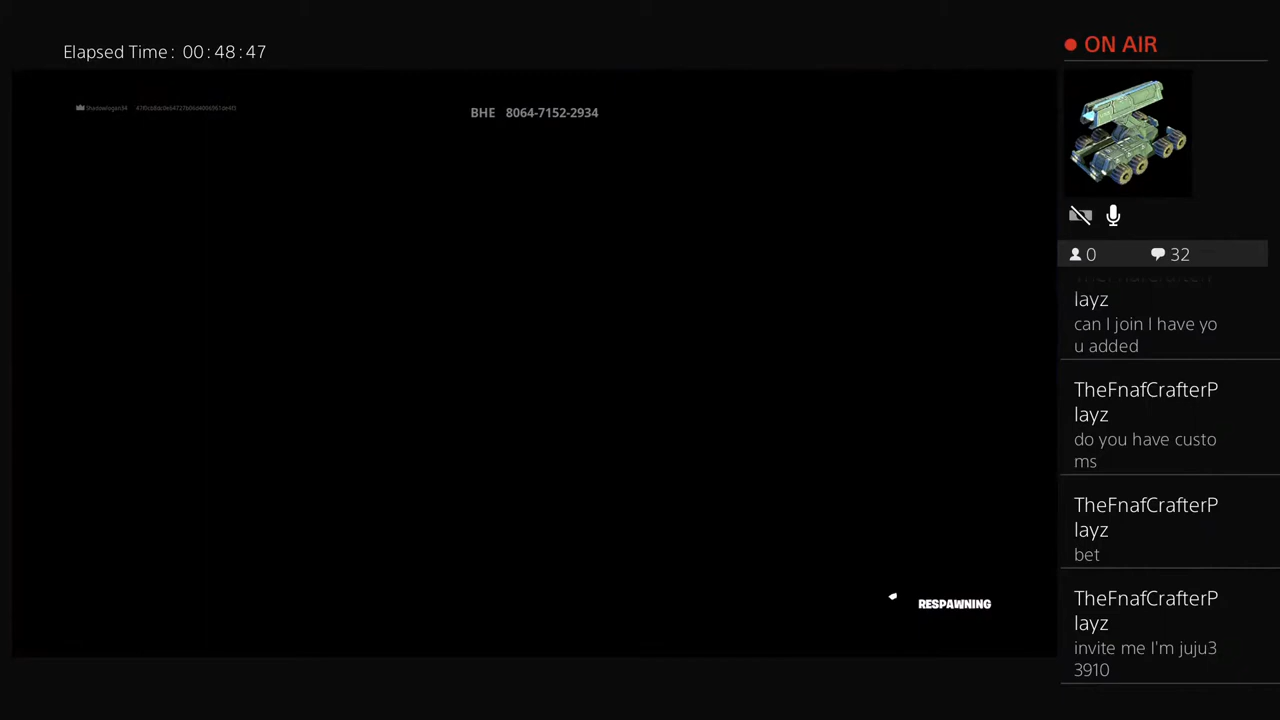 Elapsed Time: 00:48:47
ON AIR
Shadowlogan34
BHE 8064-7152-2934
0 32
layz
can I join I have yo
u added
TheFnafCrafterP
layz
do you have custo
ms
TheFnafCrafterP
layz
bet
TheFnafCrafterP
layz
invite me I'm juju3
3910
RESPAWNING